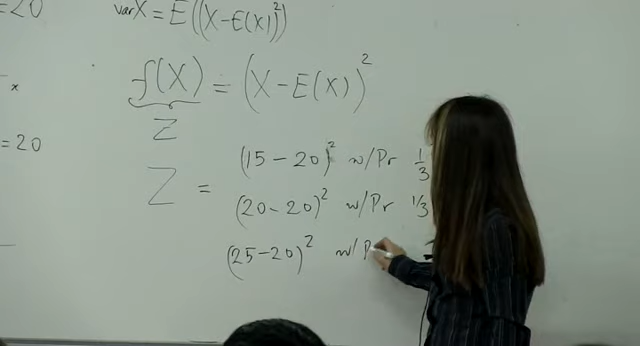 =20
var X = E((X-E(X))²)
f(X) = (X-E(X))²
Z
x
=20
Z = (15-20)² w/Pr 1/3
(20-20)² w/Pr 1/3
(25-20)² w/P